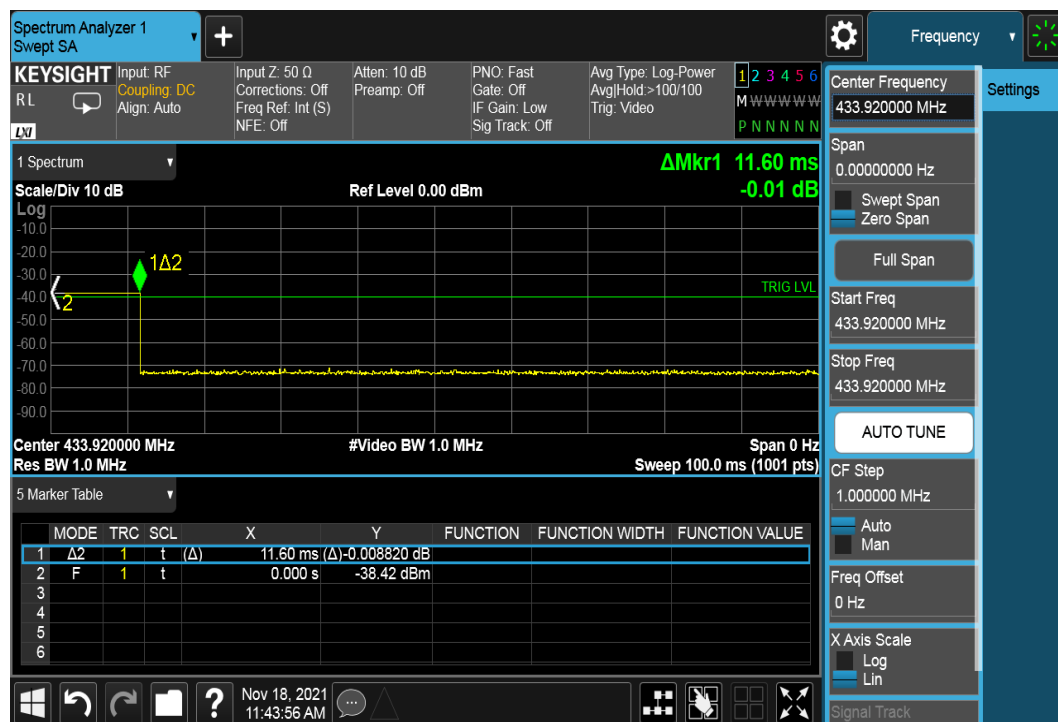 Spectrum Analyzer 1
Swept SA
Frequency
KEYSIGHT
RL
LXI
Input: RF
Coupling: DC
Align: Auto
Input Z: 50 Ω
Corrections: Off
Freq Ref: Int (S)
NFE: Off
Atten: 10 dB
Preamp: Off
PNO: Fast
Gate: Off
IF Gain: Low
Sig Track: Off
Avg Type: Log-Power
Avg|Hold:>100/100
Trig: Video
1 2 3 4 5 6
M W W W W W
P N N N N N
1 Spectrum
Scale/Div 10 dB
Ref Level 0.00 dBm
ΔMkr1 11.60 ms
-0.01 dB
Log
-10.0
-20.0
-30.0
-40.0
-50.0
-60.0
-70.0
-80.0
-90.0
1Δ2
2
TRIG LVL
Center 433.920000 MHz
#Video BW 1.0 MHz
Span 0 Hz
Res BW 1.0 MHz
Sweep 100.0 ms (1001 pts)
5 Marker Table
MODE TRC SCL X Y FUNCTION FUNCTION WIDTH FUNCTION VALUE
1 Δ2 1 t (Δ) 11.60 ms (Δ)-0.008820 dB
2 F 1 t 0.000 s -38.42 dBm
3
4
5
6
Nov 18, 2021
11:43:56 AM
Center Frequency
433.920000 MHz
Settings
Span
0.00000000 Hz
Swept Span
Zero Span
Full Span
Start Freq
433.920000 MHz
Stop Freq
433.920000 MHz
AUTO TUNE
CF Step
1.000000 MHz
Auto
Man
Freq Offset
0 Hz
X Axis Scale
Log
Lin
Signal Track